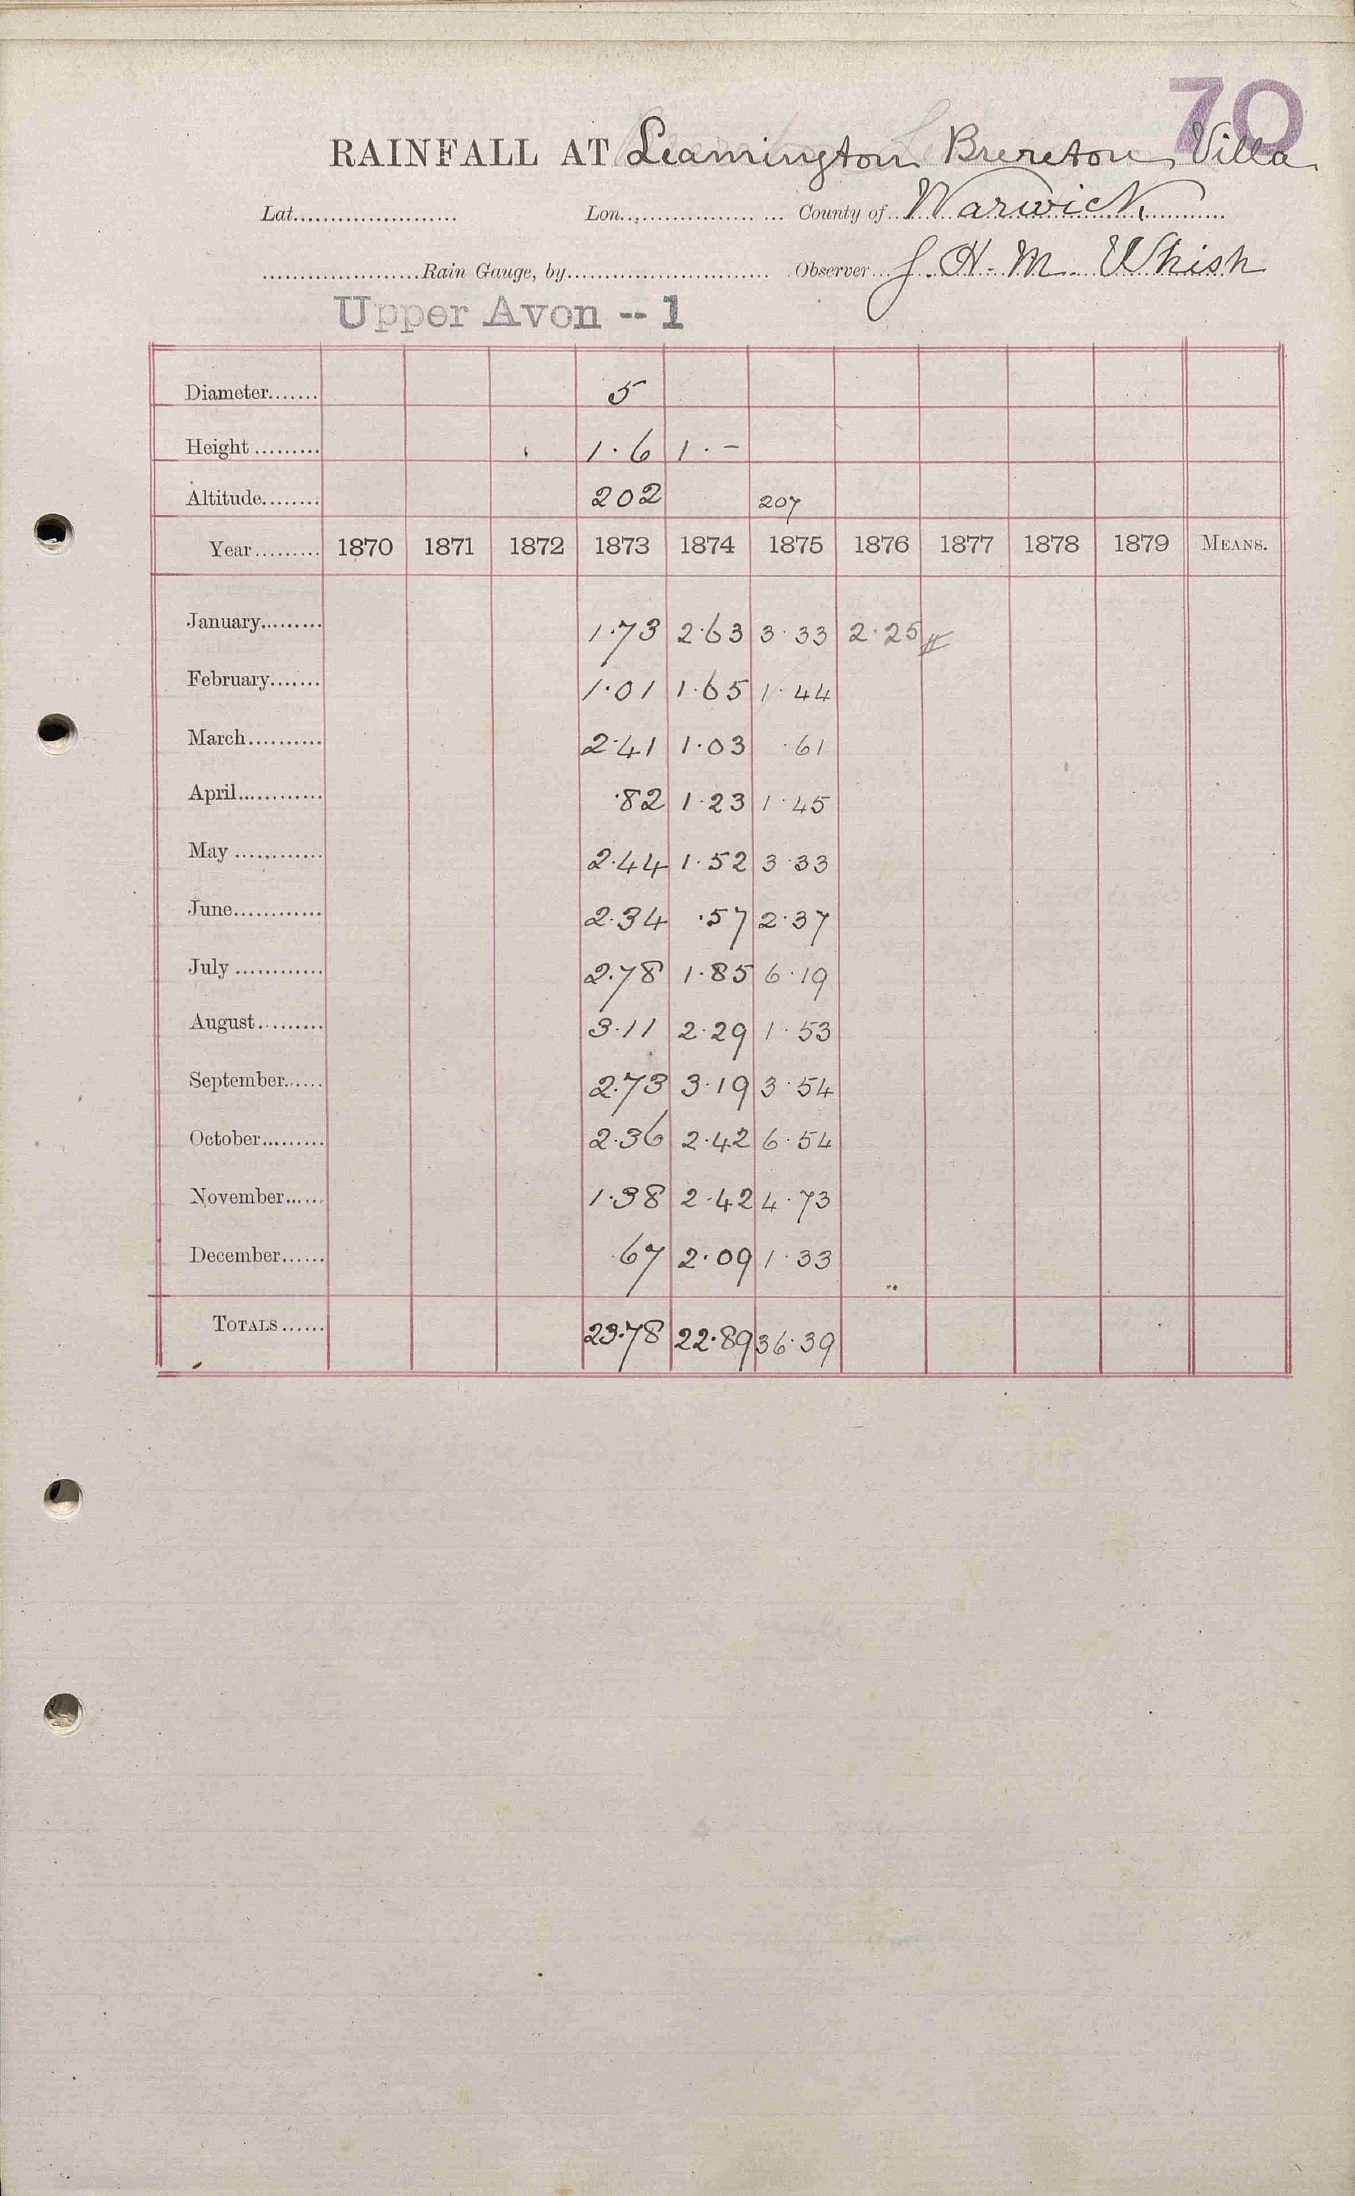 70
RAINFALL AT Leamington Brereton Villa
Lat...................... Lon..................... County of Warwick
......................Rain Gauge, by........................... Observer J. H. M. Whish
Upper Avon -- 1
Diameter....... 5
Height ......... 1·6 1·-
Altitude........ 202 207
Year......... 1870 1871 1872 1873 1874 1875 1876 1877 1878 1879 MEANS.
January......... 1·73 2·63 3·33 2·25
February....... 1·01 1·65 1·44
March.......... 2·41 1·03 ·61
April............ ·82 1·23 1·45
May ............ 2·44 1·52 3·33
June............ 2·34 ·57 2·37
July ............ 2·78 1·85 6·19
August......... 3·11 2·29 1·53
September...... 2·73 3·19 3·54
October......... 2·36 2·42 6·54
November...... 1·38 2·42 4·73
December...... ·67 2·09 1·33
TOTALS...... 23·78 22·89 36·39